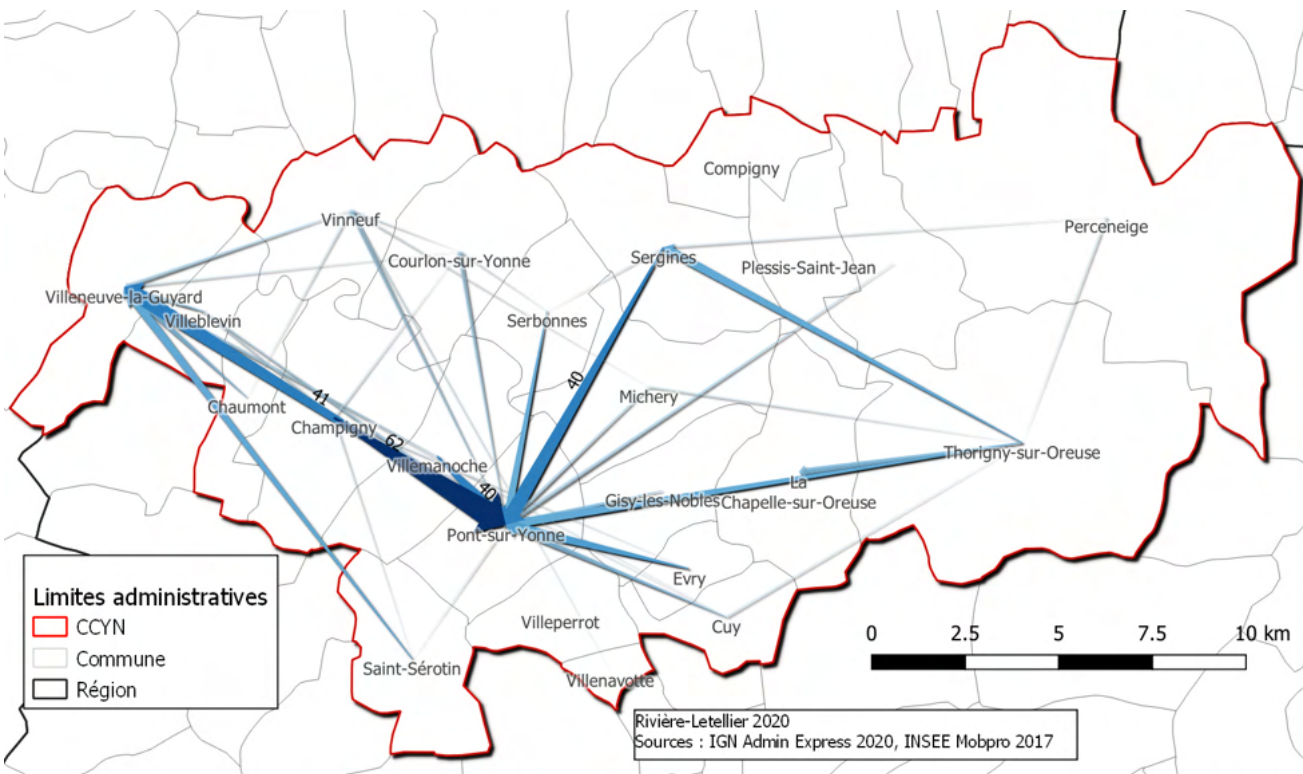 Compigny
Vinneuf
Perceneige
Courlon-sur-Yonne
Sergines
Plessis-Saint-Jean
Villeneuve-la-Guyard
Villeblevin
Serbonnes
40
41
Michery
Chaumont
Champigny
62
Villemanoche
Thorigny-sur-Oreuse
40
La
Gisy-les-Nobles
Chapelle-sur-Oreuse
Pont-sur-Yonne
Evry
Limites administratives
CCYN
Commune
Région
Villeperrot
Cuy
0 2.5 5 7.5 10 km
Saint-Sérotin
Villenavotte
Rivière-Letellier 2020
Sources : IGN Admin Express 2020, INSEE Mobpro 2017